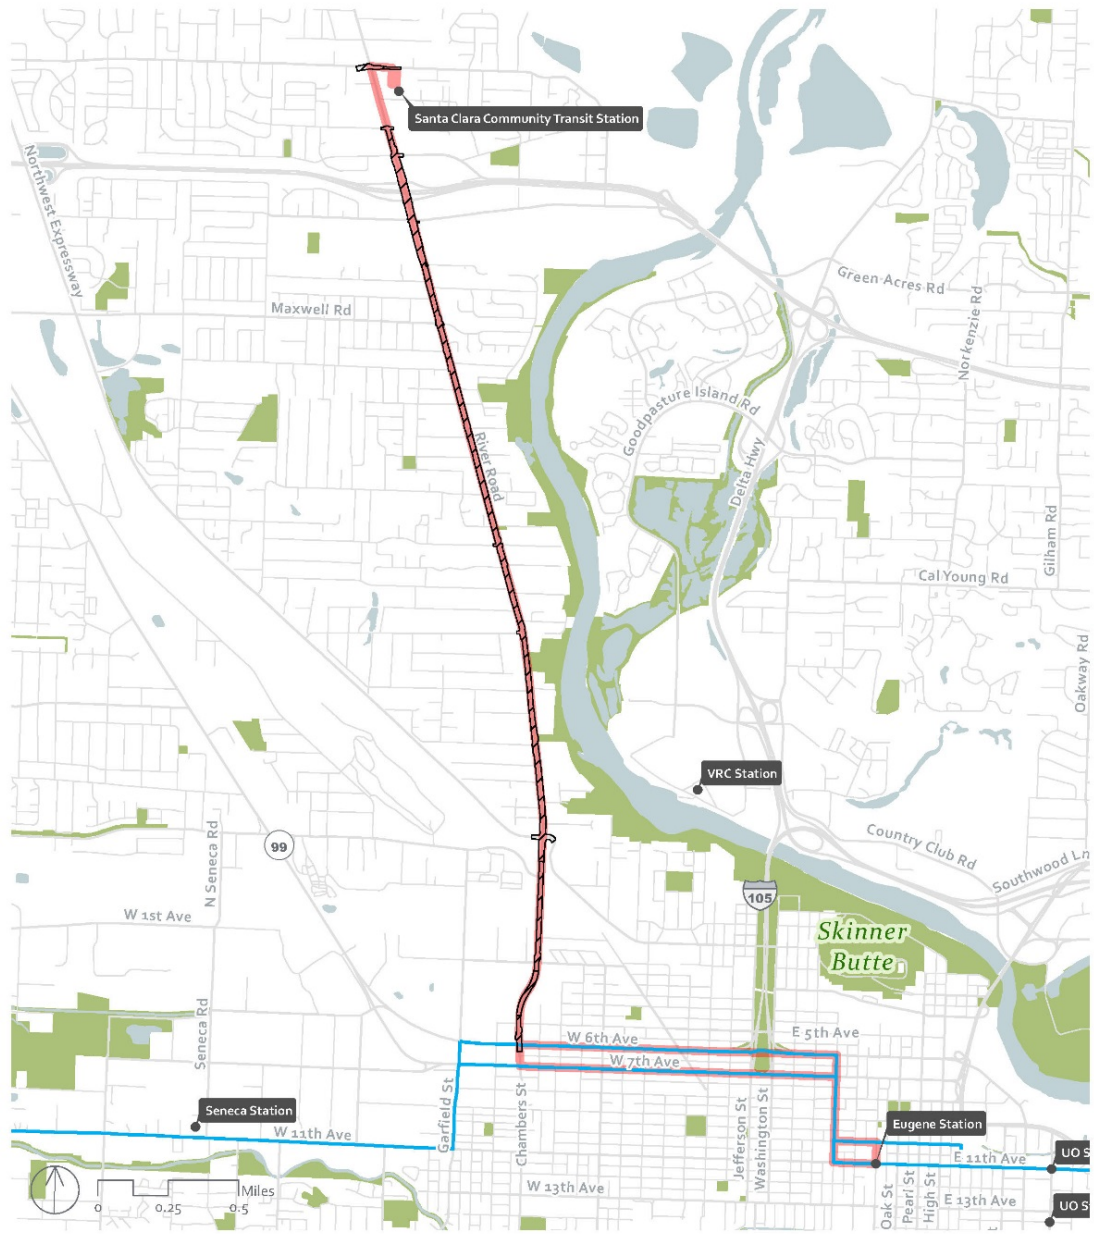 Santa Clara Community Transit Station
Northwest Expressway
Green Acres Rd
Maxwell Rd
Norkenzie Rd
Goodpasture Island Rd
River Road
Delta Hwy
Gilham Rd
Cal Young Rd
Oakway Rd
VRC Station
N Seneca Rd
99
Country Club Rd
Southwood Ln
105
W 1st Ave
Skinner
Butte
Seneca Rd
W 6th Ave
E 5th Ave
W 7th Ave
Garfield St
Chambers St
Jefferson St
Washington St
Seneca Station
Eugene Station
W 11th Ave
E 11th Ave
UO S
W 13th Ave
Oak St
Pearl St
High St
E 13th Ave
UO S
Miles
0 0.25 0.5